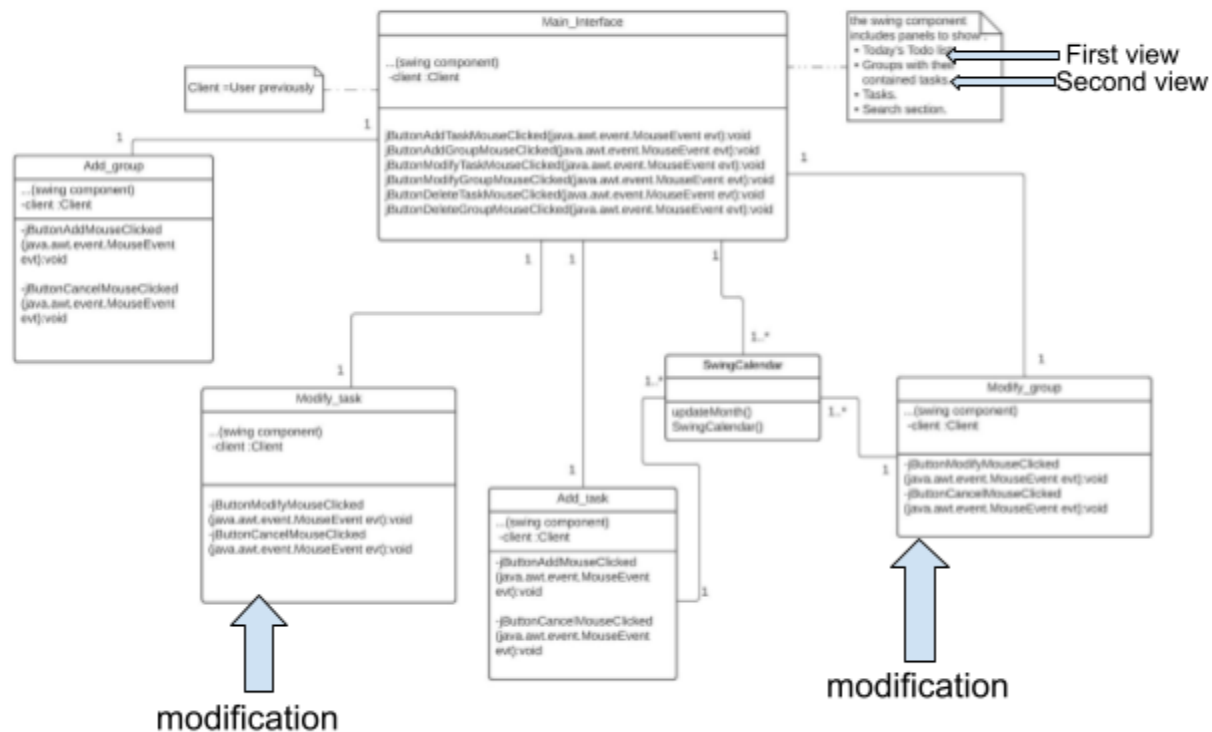 Main_Interface
...(swing component)
-client :Client
jButtonAddTaskMouseClicked(java.awt.event.MouseEvent evt):void
jButtonAddGroupMouseClicked(java.awt.event.MouseEvent evt):void
jButtonModifyTaskMouseClicked(java.awt.event.MouseEvent evt):void
jButtonModifyGroupMouseClicked(java.awt.event.MouseEvent evt):void
jButtonDeleteTaskMouseClicked(java.awt.event.MouseEvent evt):void
jButtonDeleteGroupMouseClicked(java.awt.event.MouseEvent evt):void
the swing component
includes panels to show :
• Today's Todo list
• Groups with their
contained tasks.
• Tasks.
• Search section.
First view
Second view
Client =User previously
1
1
Add_group
...(swing component)
-client :Client
-jButtonAddMouseClicked
(java.awt.event.MouseEvent
evt):void
-jButtonCancelMouseClicked
(java.awt.event.MouseEvent
evt):void
1
1
1
1
1
1..*
1
1
Modify_task
...(swing component)
-client :Client
-jButtonModifyMouseClicked
(java.awt.event.MouseEvent evt):void
-jButtonCancelMouseClicked
(java.awt.event.MouseEvent evt):void
SwingCalendar
updateMonth()
SwingCalendar()
1..*
1..*
1
1
Modify_group
...(swing component)
-client :Client
-jButtonModifyMouseClicked
(java.awt.event.MouseEvent evt):void
-jButtonCancelMouseClicked
(java.awt.event.MouseEvent evt):void
Add_task
...(swing component)
-client :Client
-jButtonAddMouseClicked
(java.awt.event.MouseEvent
evt):void
-jButtonCancelMouseClicked
(java.awt.event.MouseEvent
evt):void
modification
modification